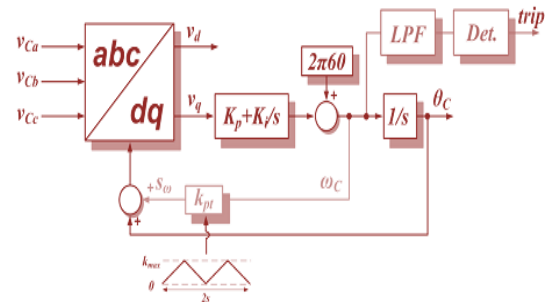 LPF
Det.
trip
v_Ca
v_Cb
v_Cc
abc
dq
v_d
v_q
2π60
+
K_p+K_i/s
1/s
θ_C
+
s_ω
k_pt
ω_C
+
k_max
0
2s